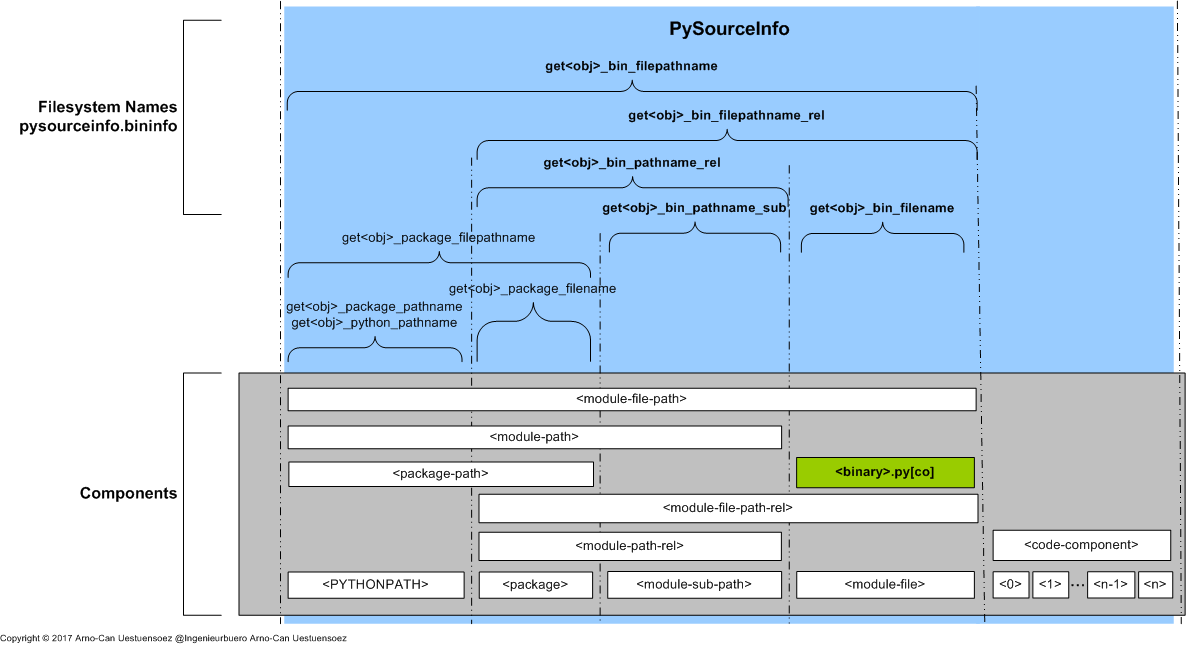 PySourceInfo
get<obj>_bin_filepathname
Filesystem Names
pysourceinfo.bininfo
get<obj>_bin_filepathname_rel
get<obj>_bin_pathname_rel
get<obj>_bin_pathname_sub
get<obj>_bin_filename
get<obj>_package_filepathname
get<obj>_package_filename
get<obj>_package_pathname
get<obj>_python_pathname
Components
<module-file-path>
<module-path>
<package-path>
<binary>.py[co]
<module-file-path-rel>
<module-path-rel>
<code-component>
<PYTHONPATH>
<package>
<module-sub-path>
<module-file>
<0>
<1>
...
<n-1>
<n>
Copyright © 2017 Arno-Can Uestuensoez @Ingenieurbuero Arno-Can Uestuensoez